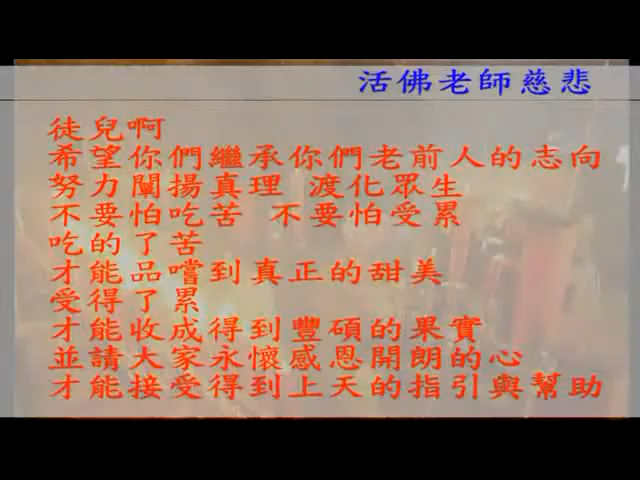 活佛老師慈悲
徒兒啊
希望你們繼承你們老前人的志向
努力闡揚真理 渡化眾生
不要怕吃苦 不要怕受累
吃的了苦
才能品嚐到真正的甜美
受得了累
才能收成得到豐碩的果實
並請大家永懷感恩開朗的心
才能接受得到上天的指引與幫助